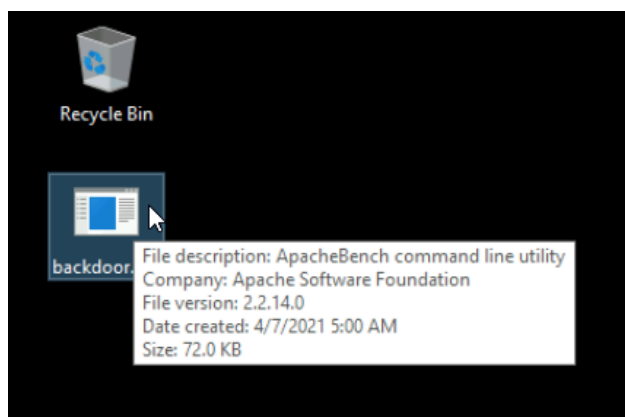 Recycle Bin
backdoor.
File description: ApacheBench command line utility
Company: Apache Software Foundation
File version: 2.2.14.0
Date created: 4/7/2021 5:00 AM
Size: 72.0 KB